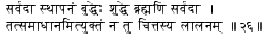 सर्वदा स्थापनं बुद्धेः शुद्धे ब्रह्मणि सर्वदा ।
तत्समाधानमित्युक्तं न तु चित्तस्य लालनम् ॥ २६॥